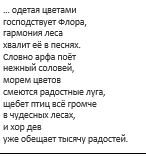 ... одетая цветами
господствует Флора,
гармония леса
хвалит её в песнях.
Словно арфа поёт
нежный соловей,
морем цветов
смеются радостные луга,
щебет птиц всё громче
в чудесных лесах,
и хор дев
уже обещает тысячу радостей.